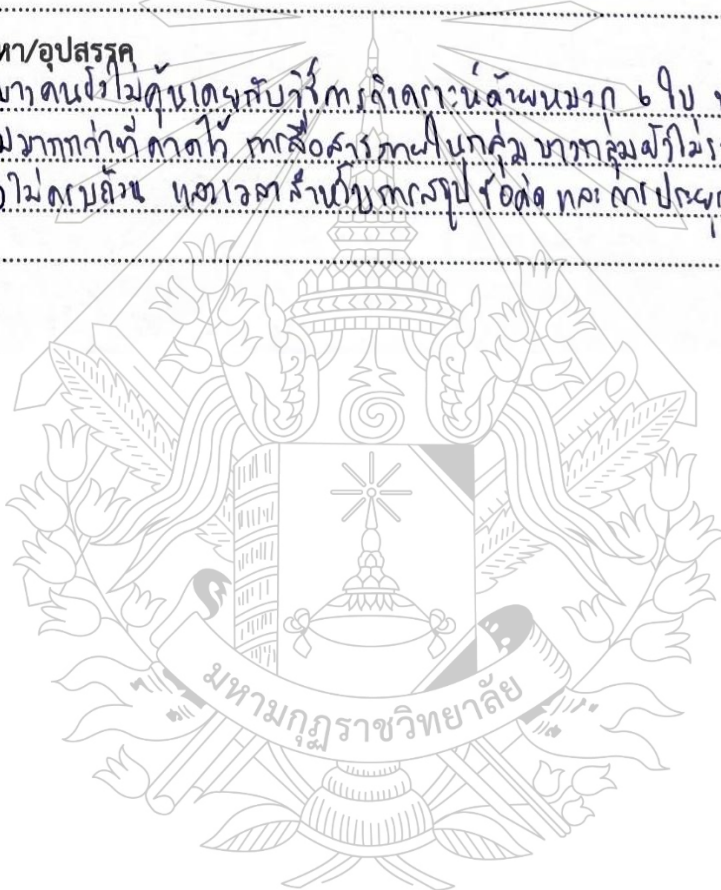 หา/อุปสรรค
บางคนยังไม่คุ้นเคยกับวิธีการวิเคราะห์ด้วยหมวก 6 ใบ
มากกว่าที่คาดไว้ การสื่อสารภายในกลุ่ม บางกลุ่มยังไม่
ไม่ครบถ้วน และเวลาสำหรับการสรุปข้อคิด และการประยุก
มหามกุฏราชวิทยาลัย